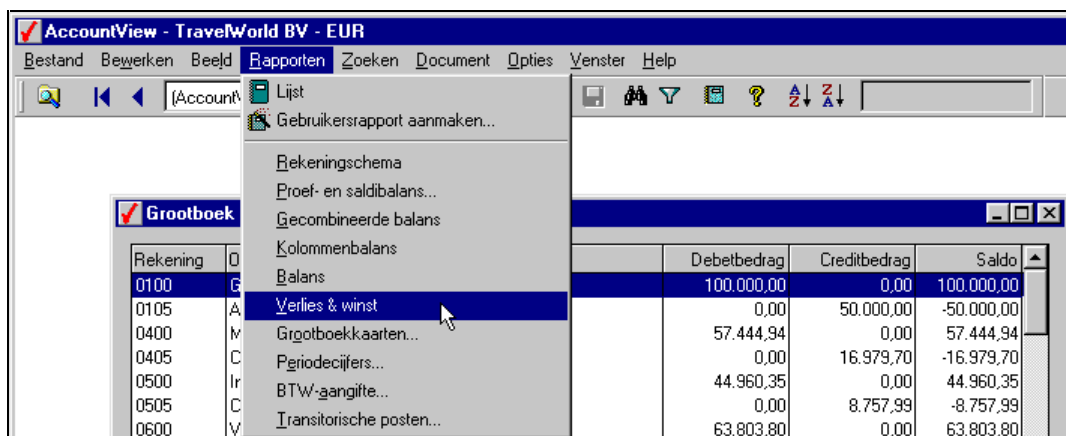 AccountView - TravelWorld BV - EUR
Bestand Bewerken Beeld Rapporten Zoeken Document Opties Venster Help
(Account
Lijst
Gebruikersrapport aanmaken...
Rekeningschema
Proef- en saldibalans...
Gecombineerde balans
Kolommenbalans
Balans
Verlies & winst
Grootboekkaarten...
Periodecijfers...
BTW-aangifte...
Transitorische posten...
Grootboek
Rekening O Debetbedrag Creditbedrag Saldo
0100 G 100.000,00 0,00 100.000,00
0105 A 0,00 50.000,00 -50.000,00
0400 M 57.444,94 0,00 57.444,94
0405 C 0,00 16.979,70 -16.979,70
0500 In 44.960,35 0,00 44.960,35
0505 C 0,00 8.757,99 -8.757,99
0600 V 63.803,80 0,00 63.803,80